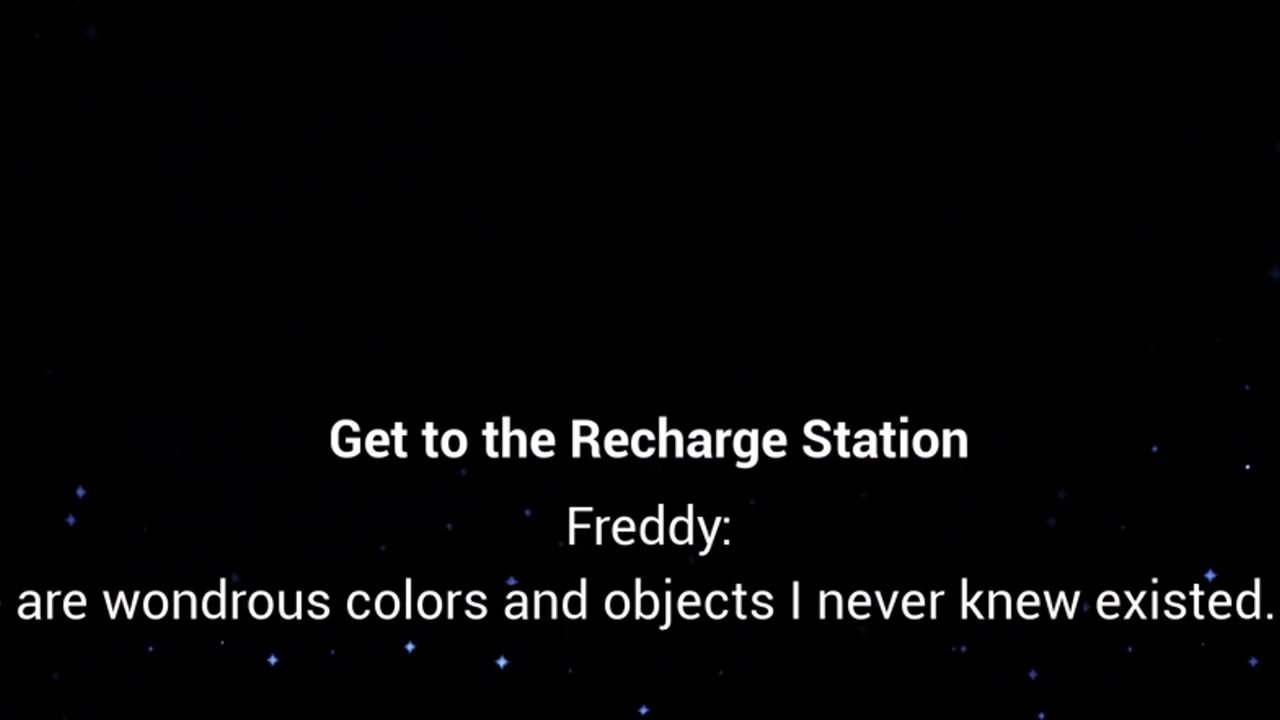 Get to the Recharge Station
Freddy:
are wondrous colors and objects I never knew existed.